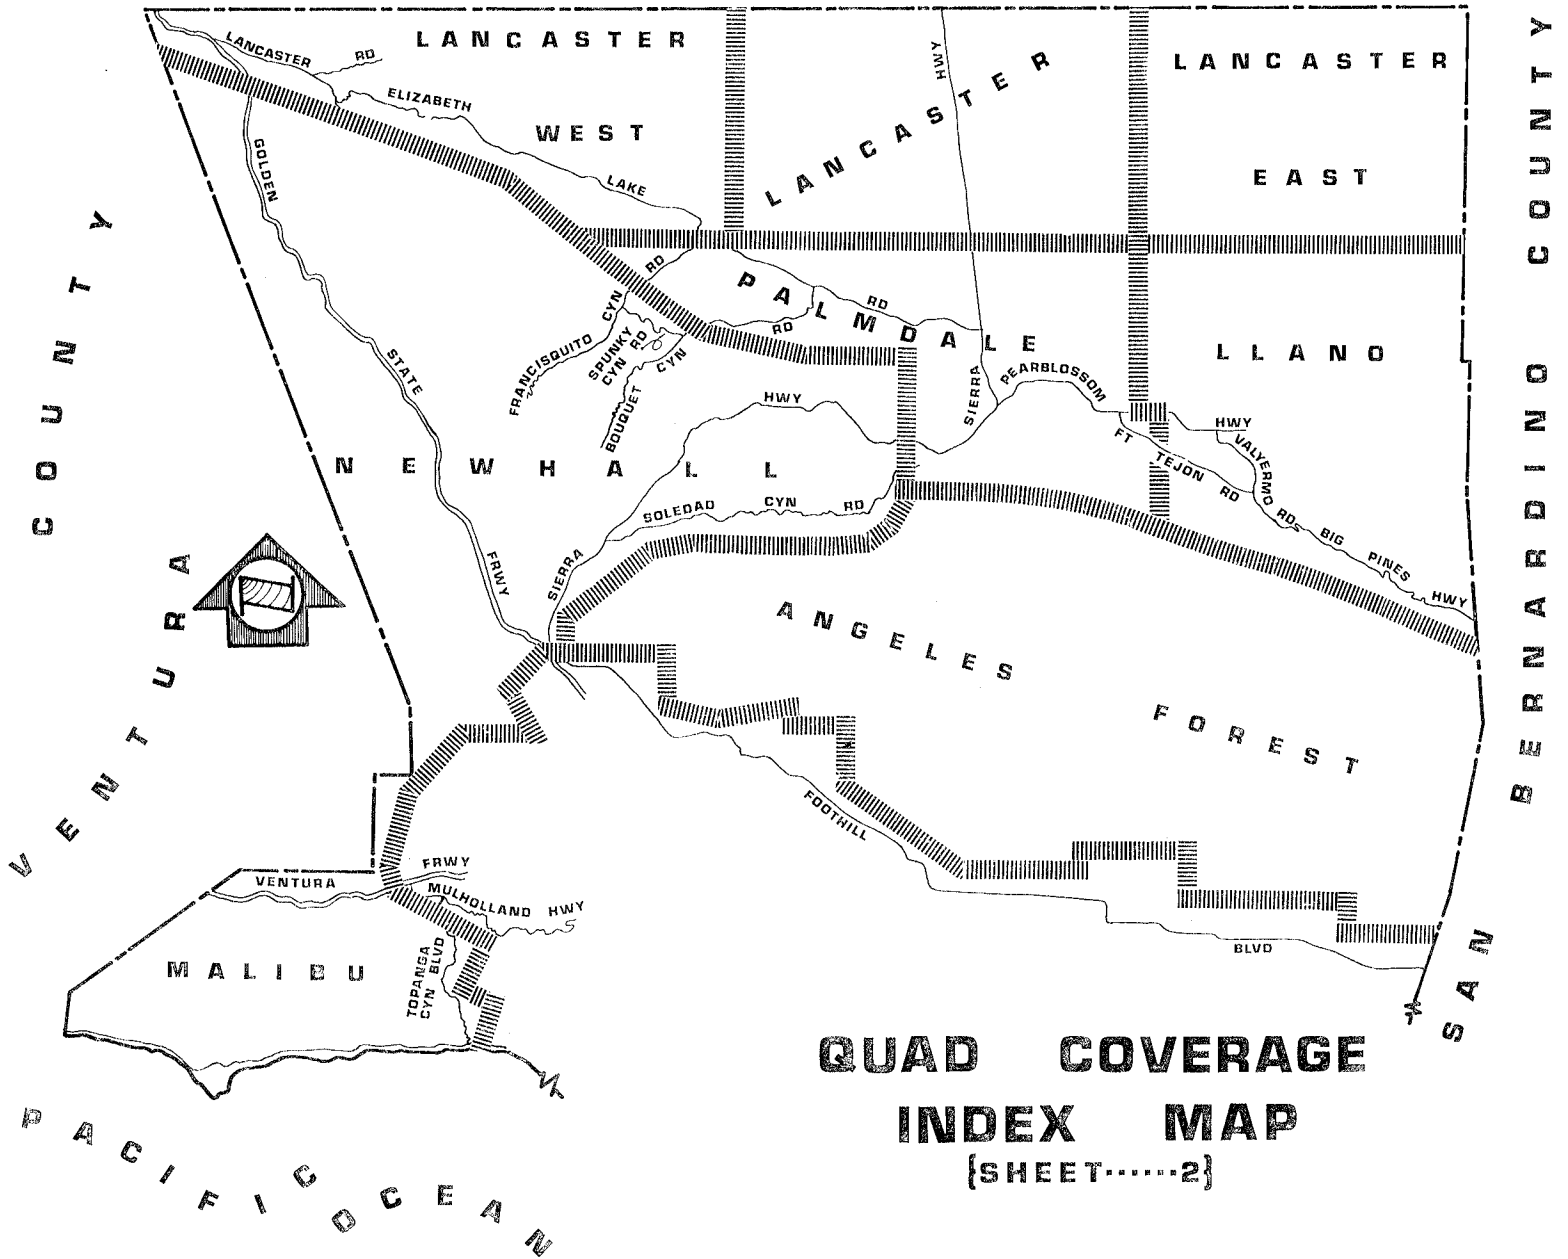 LANCASTER
WEST
LANCASTER
LANCASTER
EAST
PALMDALE
LLANO
NEWHALL
ANGELES
FOREST
MALIBU
LANCASTER RD
ELIZABETH LAKE RD
HWY
GOLDEN STATE FRWY
FRANCISQUITO CYN RD
SPUNKY
CYN RD
BOUQUET CYN RD
SIERRA HWY
SIERRA
PEARBLOSSOM HWY
FT TEJON RD
VALYERMO RD
BIG PINES HWY
SOLEDAD CYN RD
FOOTHILL BLVD
VENTURA FRWY
MULHOLLAND HWY
TOPANGA
CYN BLVD
VENTURA COUNTY
SAN BERNARDINO COUNTY
PACIFIC OCEAN
QUAD COVERAGE
INDEX MAP
{SHEET······2}